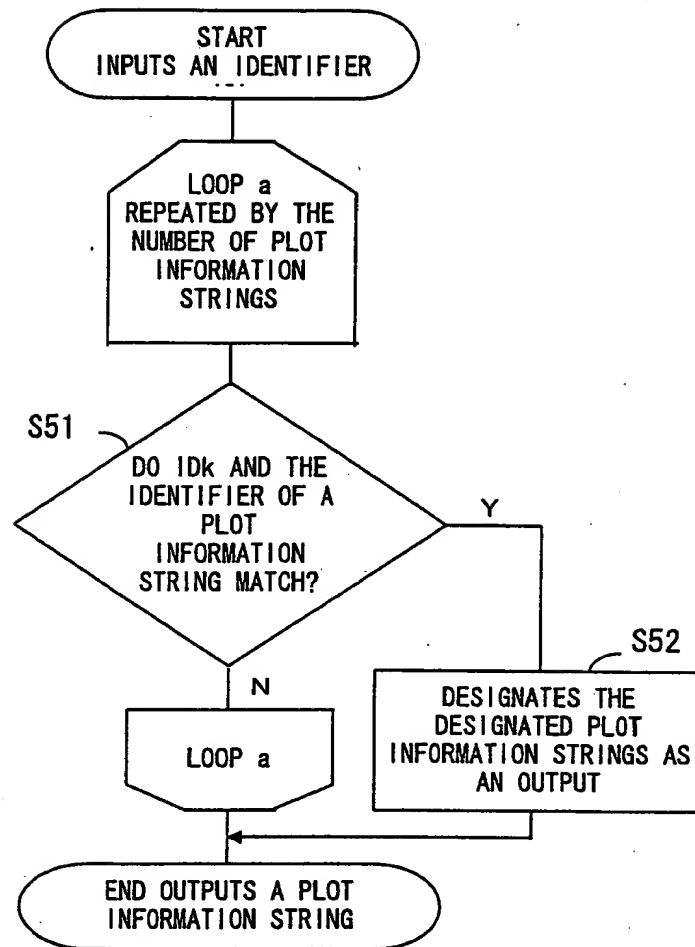 START
INPUTS AN IDENTIFIER
LOOP a
REPEATED BY THE
NUMBER OF PLOT
INFORMATION
STRINGS
S51
DO IDk AND THE
IDENTIFIER OF A
PLOT
INFORMATION
STRING MATCH?
Y
N
S52
DESIGNATES THE
DESIGNATED PLOT
INFORMATION STRINGS AS
AN OUTPUT
LOOP a
END OUTPUTS A PLOT
INFORMATION STRING